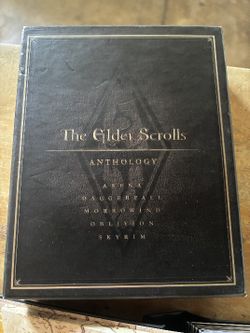 The Elder Scrolls
ANTHOLOGY
ARENA
DAGGERFALL
MORROWIND
OBLIVION
SKYRIM